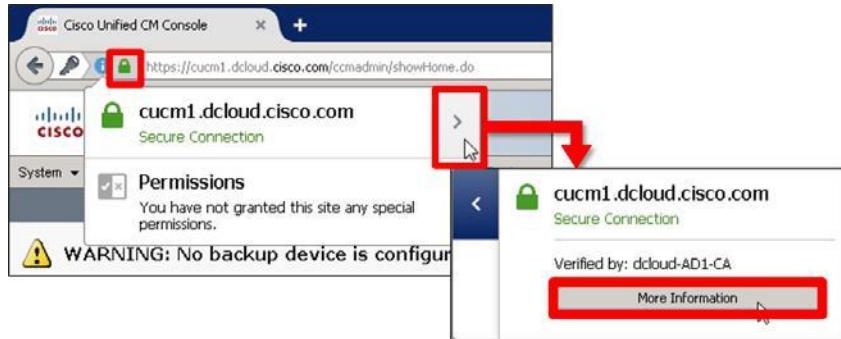 Cisco Unified CM Console
https://cucm1.dcloud.cisco.com/ccmadmin/showHome.do
CISCO
cucm1.dcloud.cisco.com
Secure Connection
System
Permissions
You have not granted this site any special
permissions.
WARNING: No backup device is configur
cucm1.dcloud.cisco.com
Secure Connection
Verified by: dcloud-AD1-CA
More Information